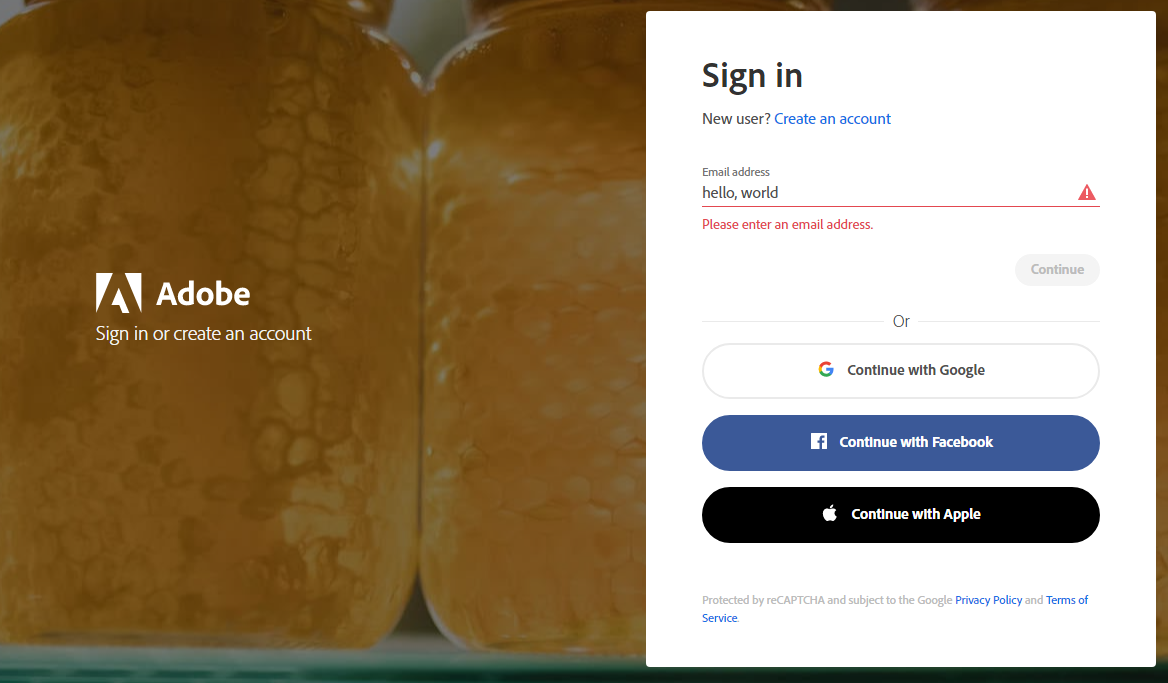 Adobe
Sign in or create an account
Sign in
New user? Create an account
Email address
hello, world
Please enter an email address.
Continue
Or
Continue with Google
Continue with Facebook
Continue with Apple
Protected by reCAPTCHA and subject to the Google Privacy Policy and Terms of
Service.